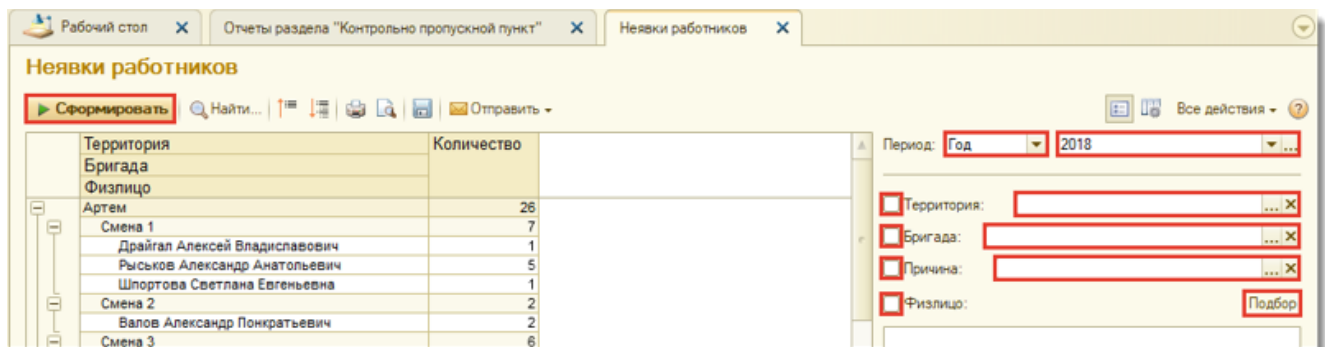 Рабочий стол Отчеты раздела "Контрольно пропускной пункт" Неявки работников
Неявки работников
Сформировать Найти... Отправить Все действия
Территория Количество
Бригада
Физлицо
Период: Год 2018
Артем 26
Территория:
Смена 1 7
Драйгал Алексей Владиславович 1
Бригада:
Рыськов Александр Анатольевич 5
Причина:
Шпортова Светлана Евгеньевна 1
Смена 2 2
Физлицо: Подбор
Валов Александр Понкратьевич 2
Смена 3 6